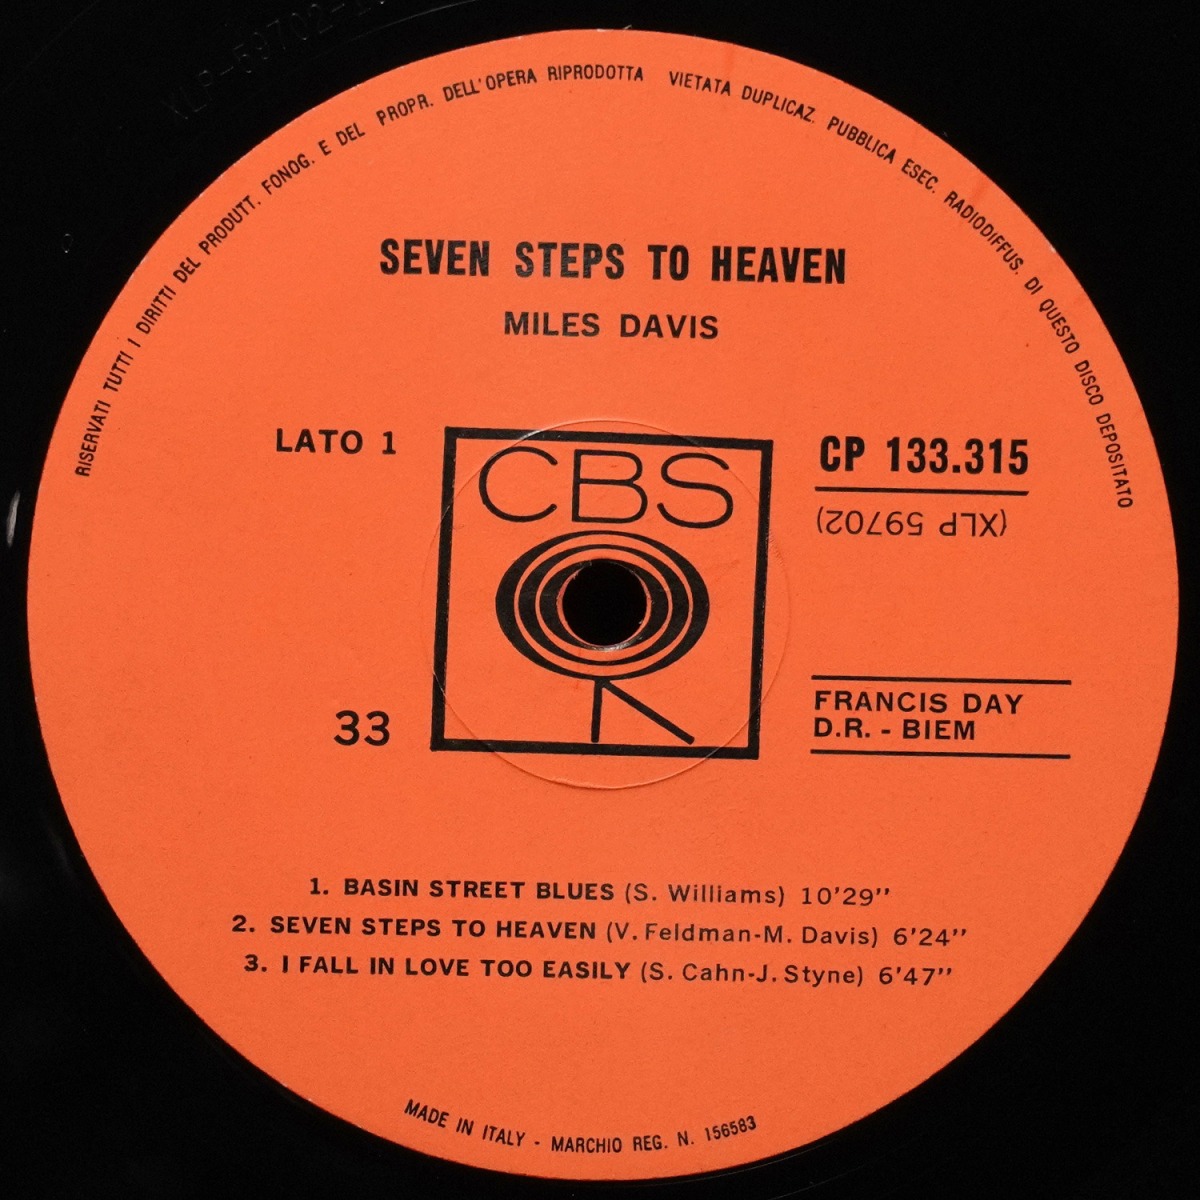 RISERVATI TUTTI I DIRITTI DEL PRODUTT. FONOG. E DEL PROPR. DELL'OPERA RIPRODOTTA VIETATA DUPLICAZ. PUBBLICA ESEC. RADIODIFFUS. DI QUESTO DISCO DEPOSITATO
SEVEN STEPS TO HEAVEN
MILES DAVIS
LATO 1
CBS
CP 133.315
(XLP 59702)
33
FRANCIS DAY
D.R. - BIEM
1. BASIN STREET BLUES (S. Williams) 10'29''
2. SEVEN STEPS TO HEAVEN (V. Feldman-M. Davis) 6'24''
3. I FALL IN LOVE TOO EASILY (S. Cahn-J. Styne) 6'47''
MADE IN ITALY - MARCHIO REG. N. 156583